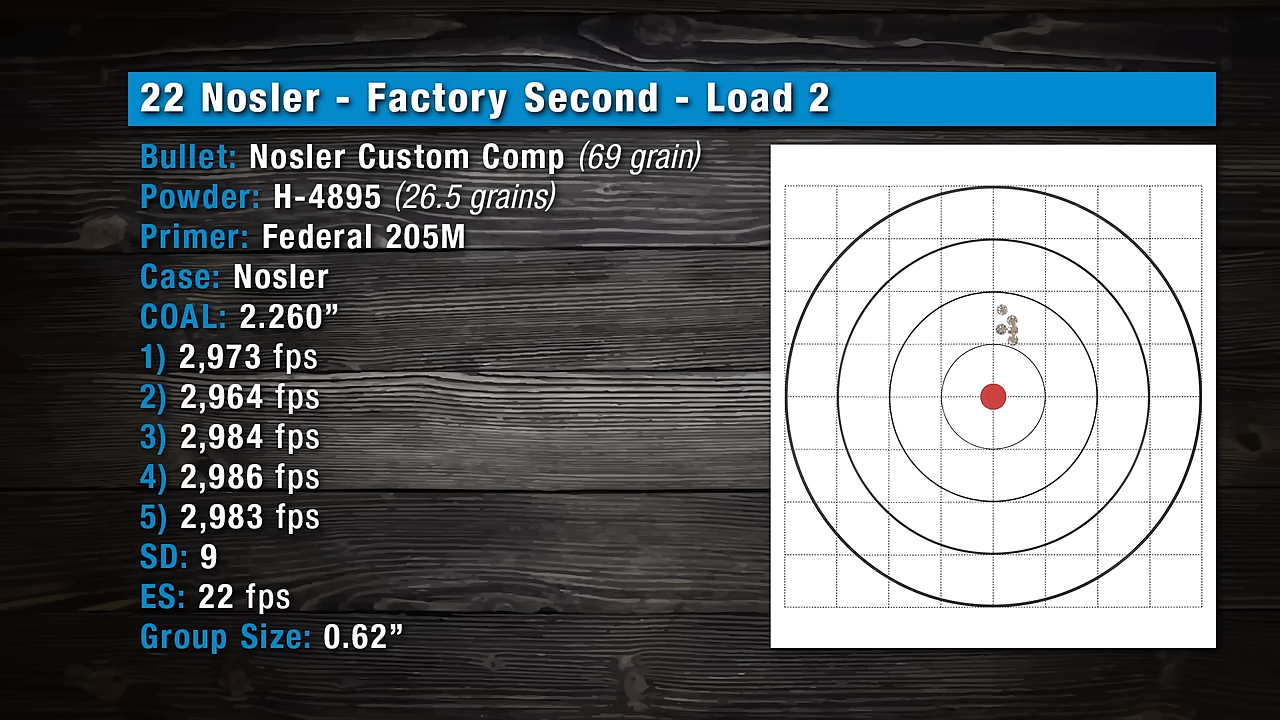 22 Nosler - Factory Second - Load 2
Bullet: Nosler Custom Comp (69 grain)
Powder: H-4895 (26.5 grains)
Primer: Federal 205M
Case: Nosler
COAL: 2.260”
1) 2,973 fps
2) 2,964 fps
3) 2,984 fps
4) 2,986 fps
5) 2,983 fps
SD: 9
ES: 22 fps
Group Size: 0.62”